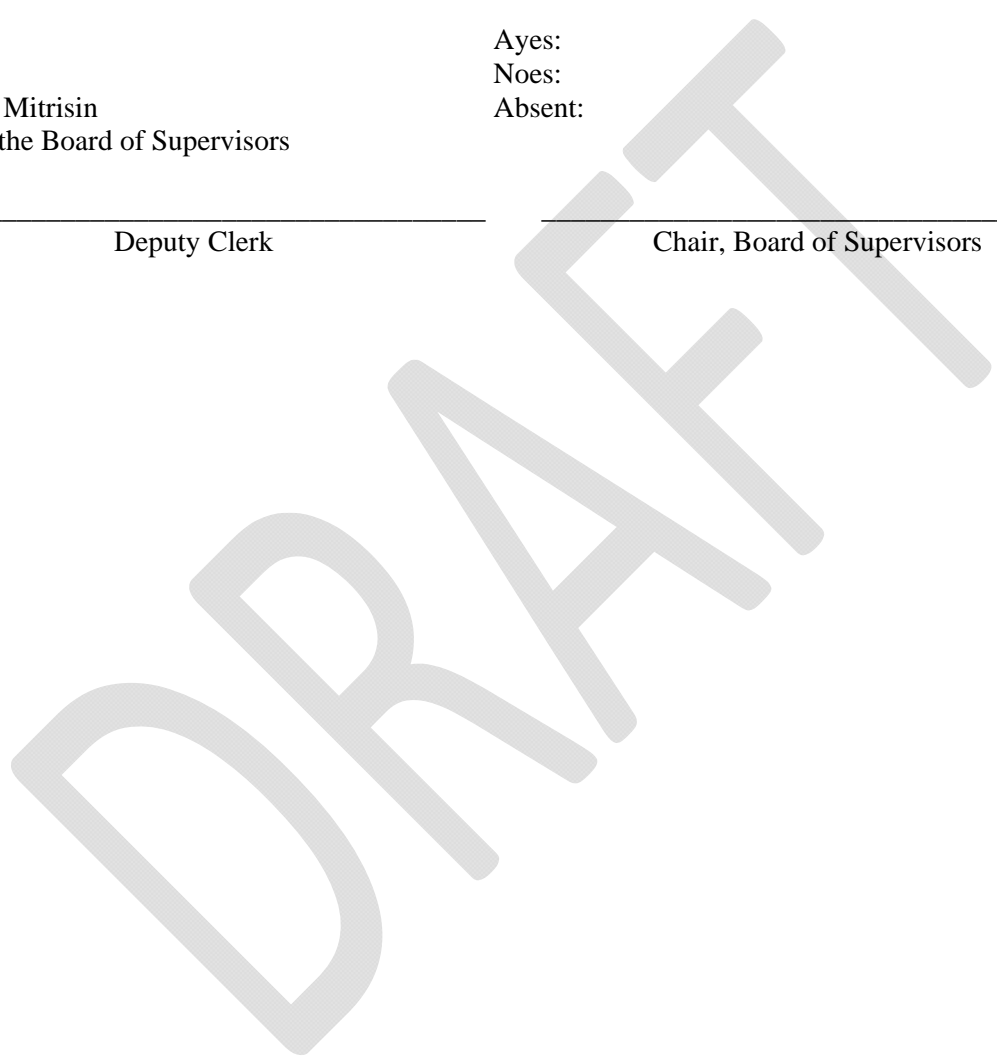 Ayes:
Noes:
Mitrisin Absent:
the Board of Supervisors
Deputy Clerk Chair, Board of Supervisors
DRAFT